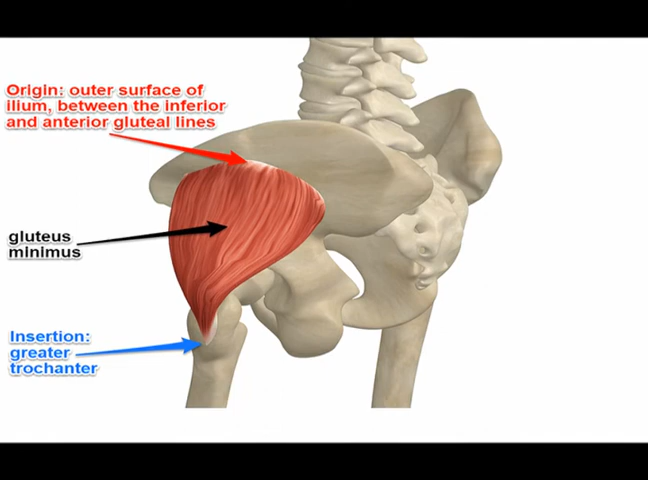 Origin: outer surface of
ilium, between the inferior
and anterior gluteal lines
gluteus
minimus
Insertion:
greater
trochanter